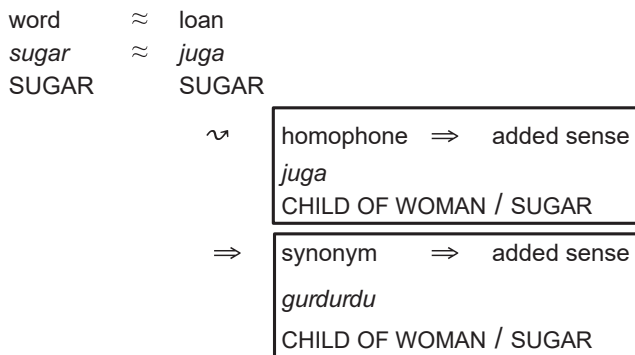 word ≈ loan
sugar ≈ juga
SUGAR SUGAR
↝ homophone ⇒ added sense
juga
CHILD OF WOMAN / SUGAR
⇒ synonym ⇒ added sense
gurdurdu
CHILD OF WOMAN / SUGAR